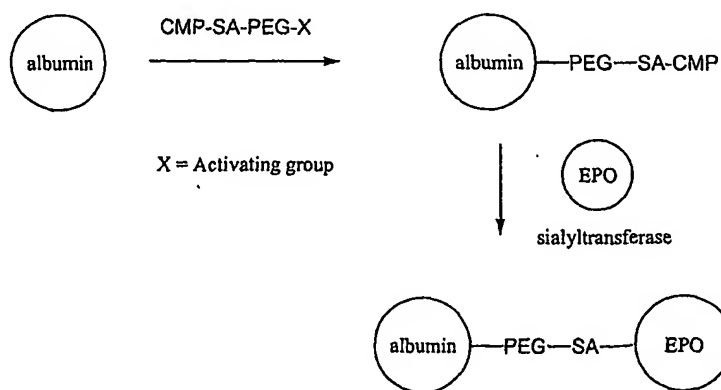 CMP-SA-PEG-X
albumin
albumin PEG SA-CMP
X = Activating group
EPO
sialyltransferase
albumin PEG SA EPO